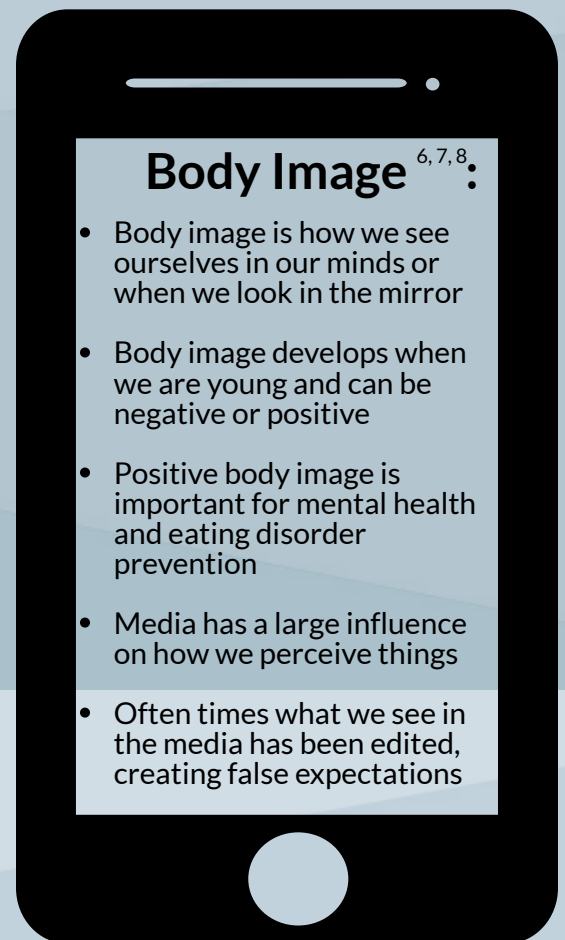 Body Image 6, 7, 8:
• Body image is how we see
ourselves in our minds or
when we look in the mirror
• Body image develops when
we are young and can be
negative or positive
• Positive body image is
important for mental health
and eating disorder
prevention
• Media has a large influence
on how we perceive things
• Often times what we see in
the media has been edited,
creating false expectations